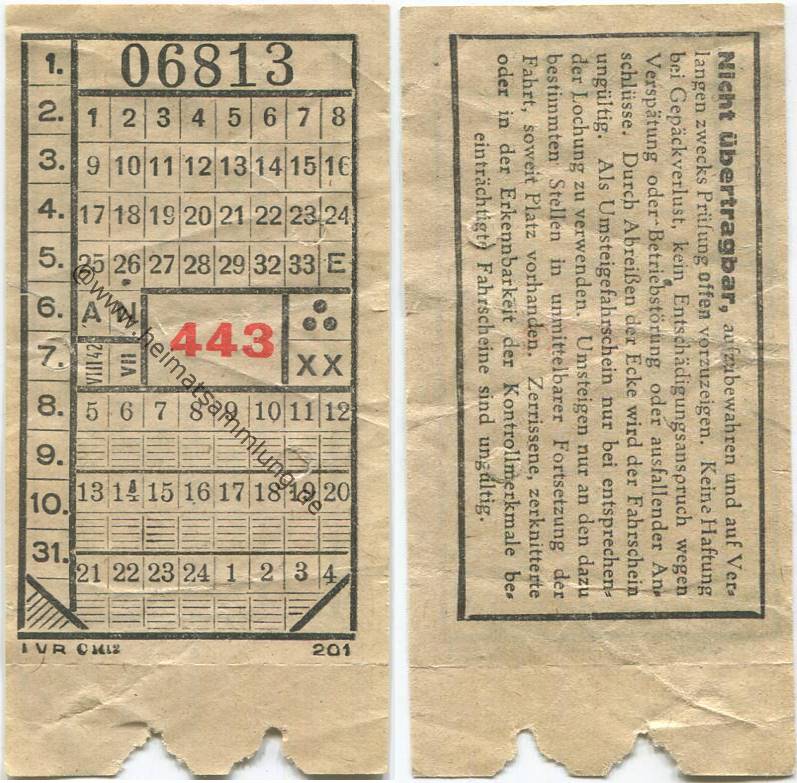 06813
1.
2. 1 2 3 4 5 6 7 8
3. 9 10 11 12 13 14 15 16
4. 17 18 19 20 21 22 23 24
5. 25 26 27 28 29 32 33 E
6. A N
443
7. VIII42 VII XX
8. 5 6 7 8 9 10 11 12
9.
10. 13 14 15 16 17 18 19 20
31.
21 22 23 24 1 2 3 4
201
@www.heimatsammlung.de
Nicht übertragbar, aufzubewahren und auf Ver-
langen zwecks Prüfung offen vorzuzeigen. Keine Haftung
bei Gepäckverlust, kein Entschädigungsanspruch wegen
Verspätung oder Betriebstörung oder ausfallender An-
schlüsse. Durch Abreißen der Ecke wird der Fahrschein
ungültig. Als Umsteigefahrschein nur bei entsprechen-
der Lochung zu verwenden. Umsteigen nur an den dazu
bestimmten Stellen in unmittelbarer Fortsetzung der
Fahrt, soweit Platz vorhanden. Zerrissene, zerknitterte
oder in der Erkennbarkeit der Kontrollmerkmale be-
einträchtigte Fahrscheine sind ungültig.